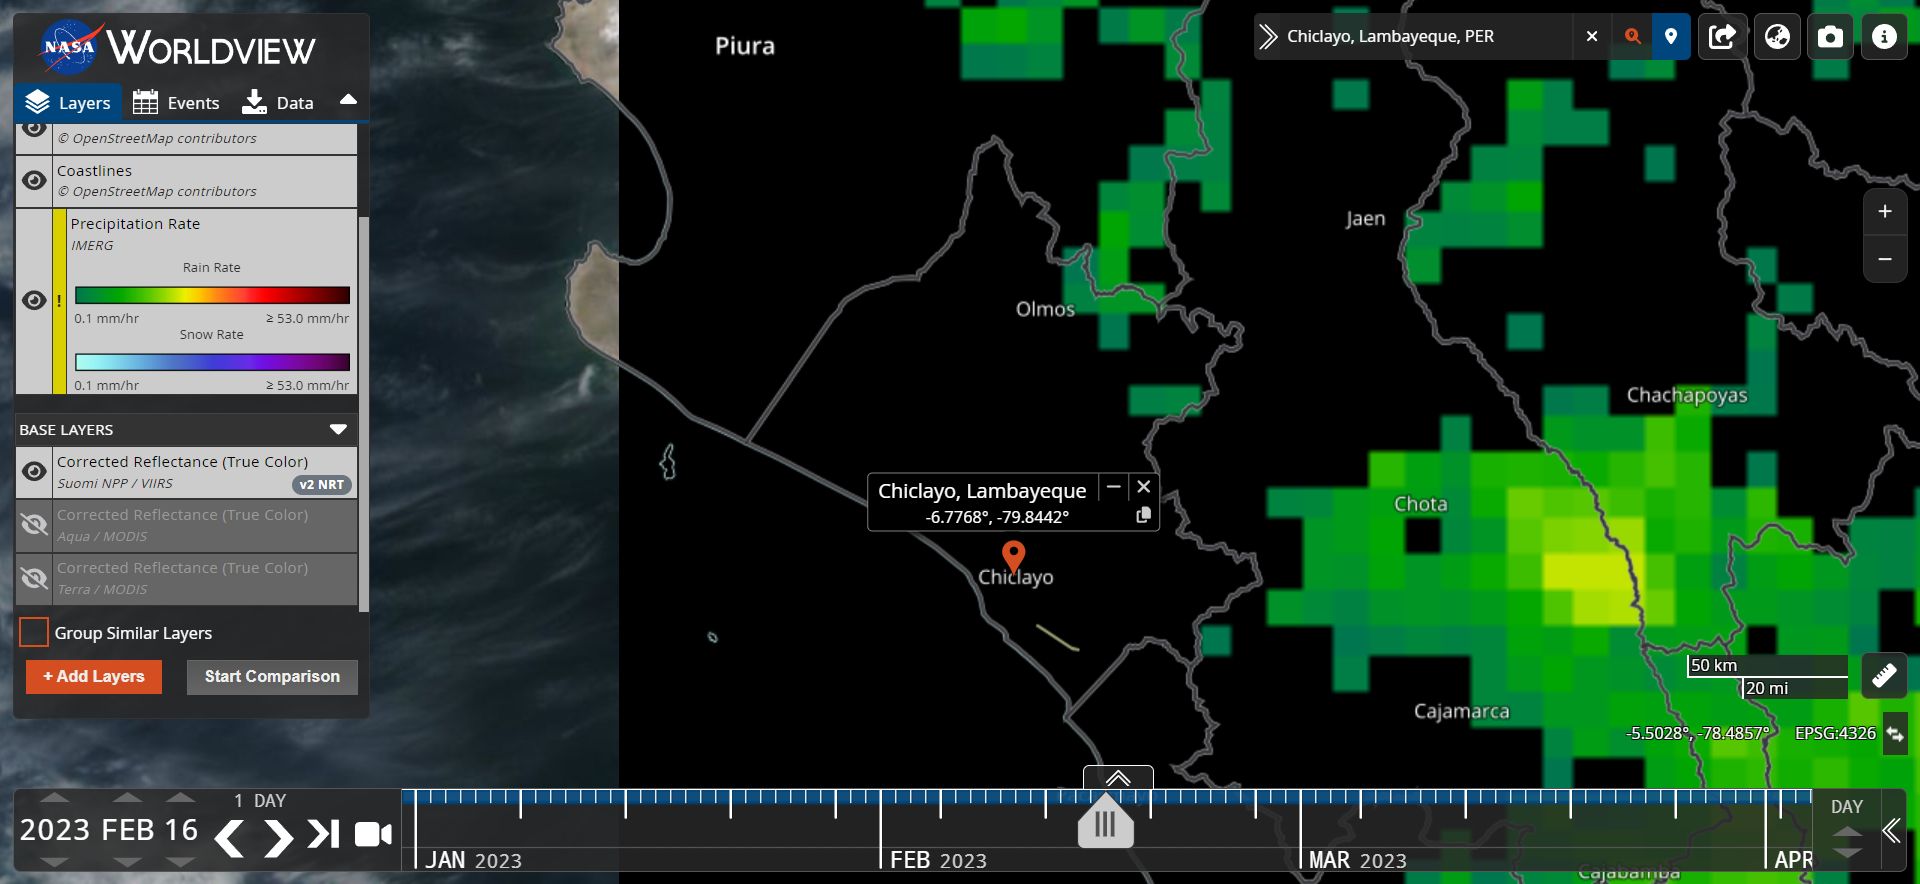 NASA WORLDVIEW
Layers Events Data
© OpenStreetMap contributors
Coastlines
© OpenStreetMap contributors
Precipitation Rate
IMERG
Rain Rate
0.1 mm/hr ≥ 53.0 mm/hr
!
Snow Rate
0.1 mm/hr ≥ 53.0 mm/hr
BASE LAYERS
Corrected Reflectance (True Color)
Suomi NPP / VIIRS v2 NRT
Corrected Reflectance (True Color)
Aqua / MODIS
Corrected Reflectance (True Color)
Terra / MODIS
Group Similar Layers
+ Add Layers Start Comparison
Chiclayo, Lambayeque, PER
Piura
Jaen
Olmos
Chachapoyas
Chiclayo, Lambayeque
-6.7768°, -79.8442°
Chota
Chiclayo
50 km
20 mi
Cajamarca
-5.5028°, -78.4857° EPSG:4326
1 DAY
2023 FEB 16
JAN 2023
FEB 2023
MAR 2023
APR
DAY
Cajabamba